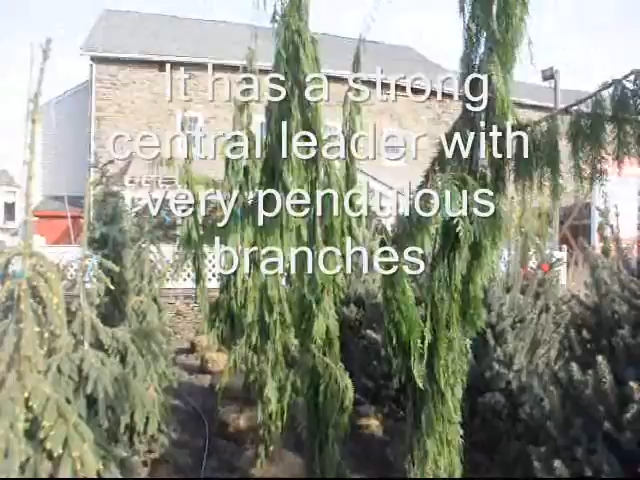 It has a strong
central leader with
very pendulous
branches